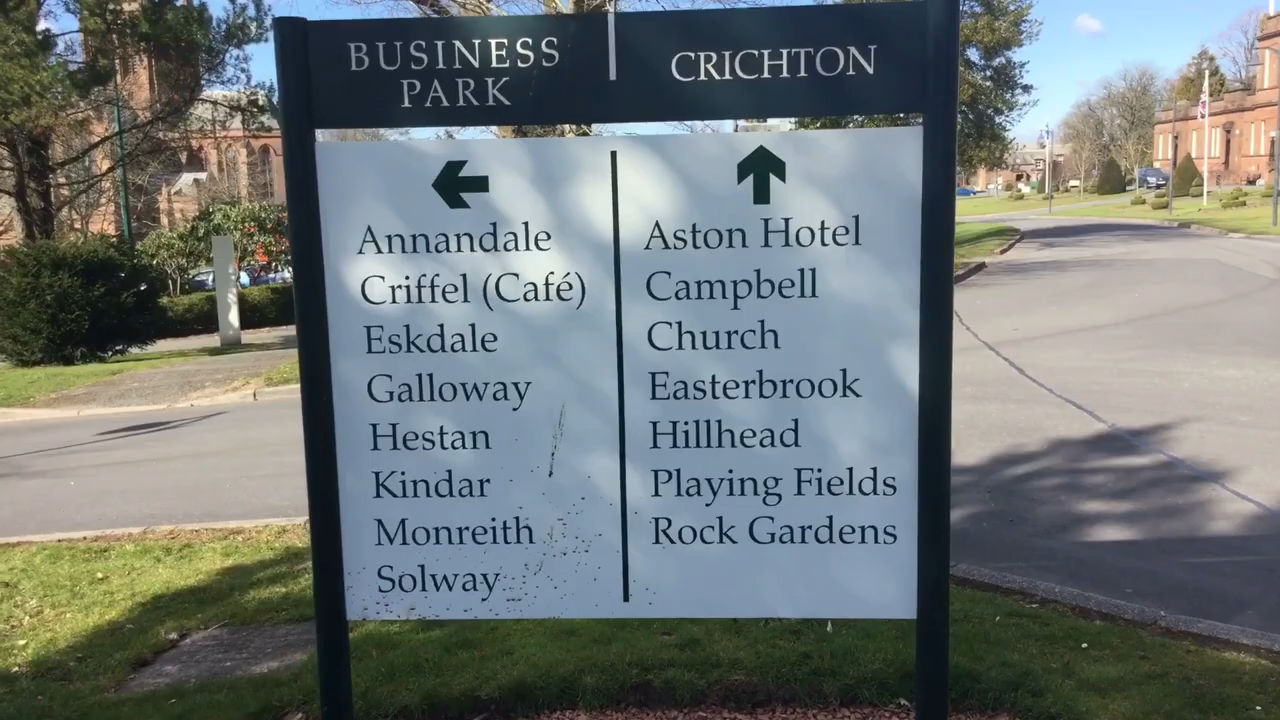 BUSINESS
PARK
Annandale
Criffel (Café)
Eskdale
Galloway
Hestan
Kindar
Monreith
Solway
CRICHTON
Aston Hotel
Campbell
Church
Easterbrook
Hillhead
Playing Fields
Rock Gardens